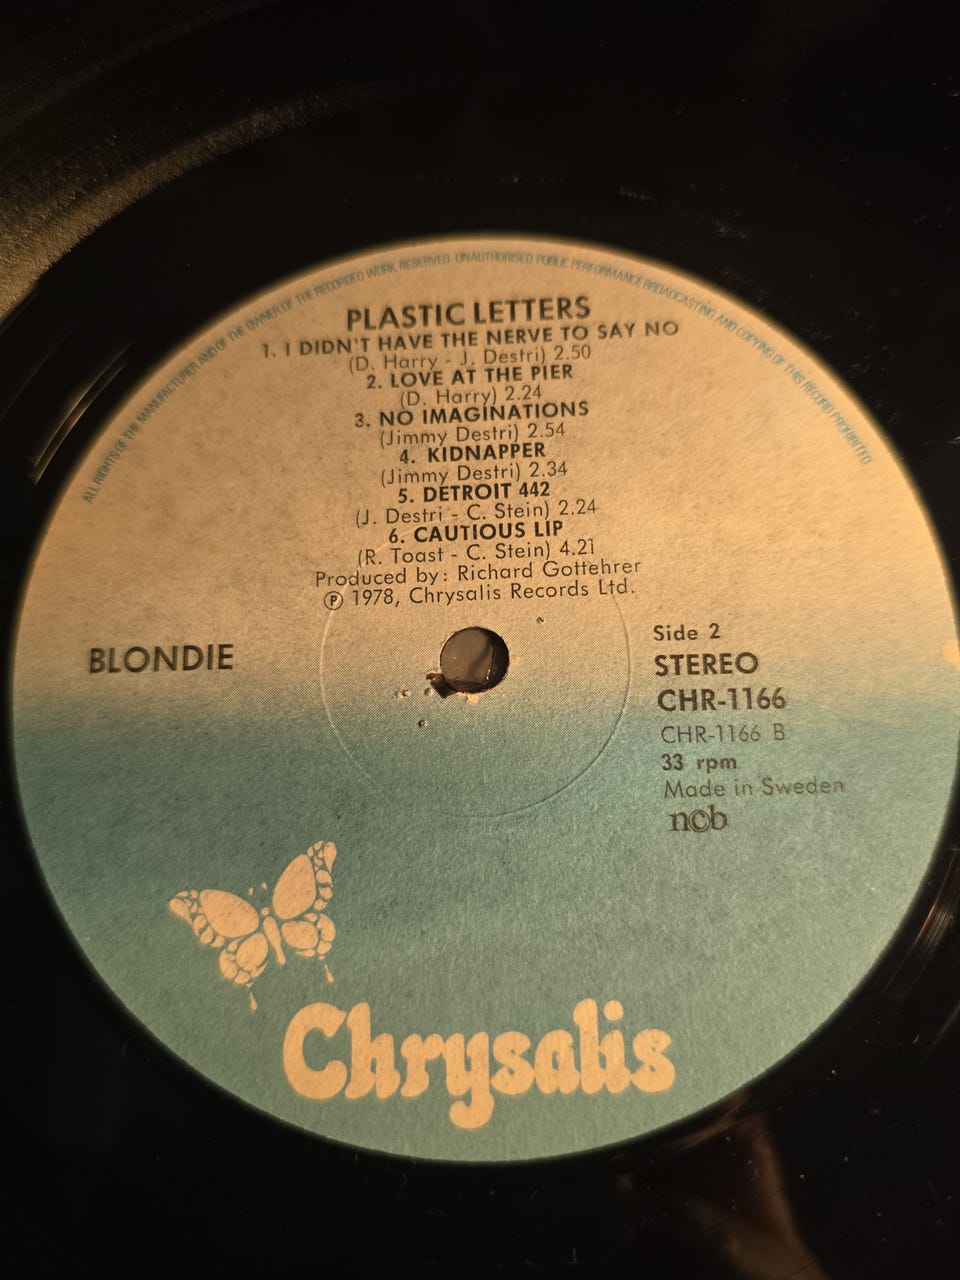 ALL RIGHTS OF THE MANUFACTURER AND OF THE OWNER OF THE RECORDED WORK RESERVED UNAUTHORISED PUBLIC PERFORMANCE BROADCASTING AND COPYING OF THIS RECORD PROHIBITED
PLASTIC LETTERS
1. I DIDN'T HAVE THE NERVE TO SAY NO
(D. Harry - J. Destri) 2.50
2. LOVE AT THE PIER
(D. Harry) 2.24
3. NO IMAGINATIONS
(Jimmy Destri) 2.54
4. KIDNAPPER
(Jimmy Destri) 2.34
5. DETROIT 442
(J. Destri - C. Stein) 2.24
6. CAUTIOUS LIP
(R. Toast - C. Stein) 4.21
Produced by: Richard Gottehrer
℗ 1978, Chrysalis Records Ltd.
BLONDIE
Side 2
STEREO
CHR-1166
CHR-1166 B
33 rpm
Made in Sweden
ncb
Chrysalis